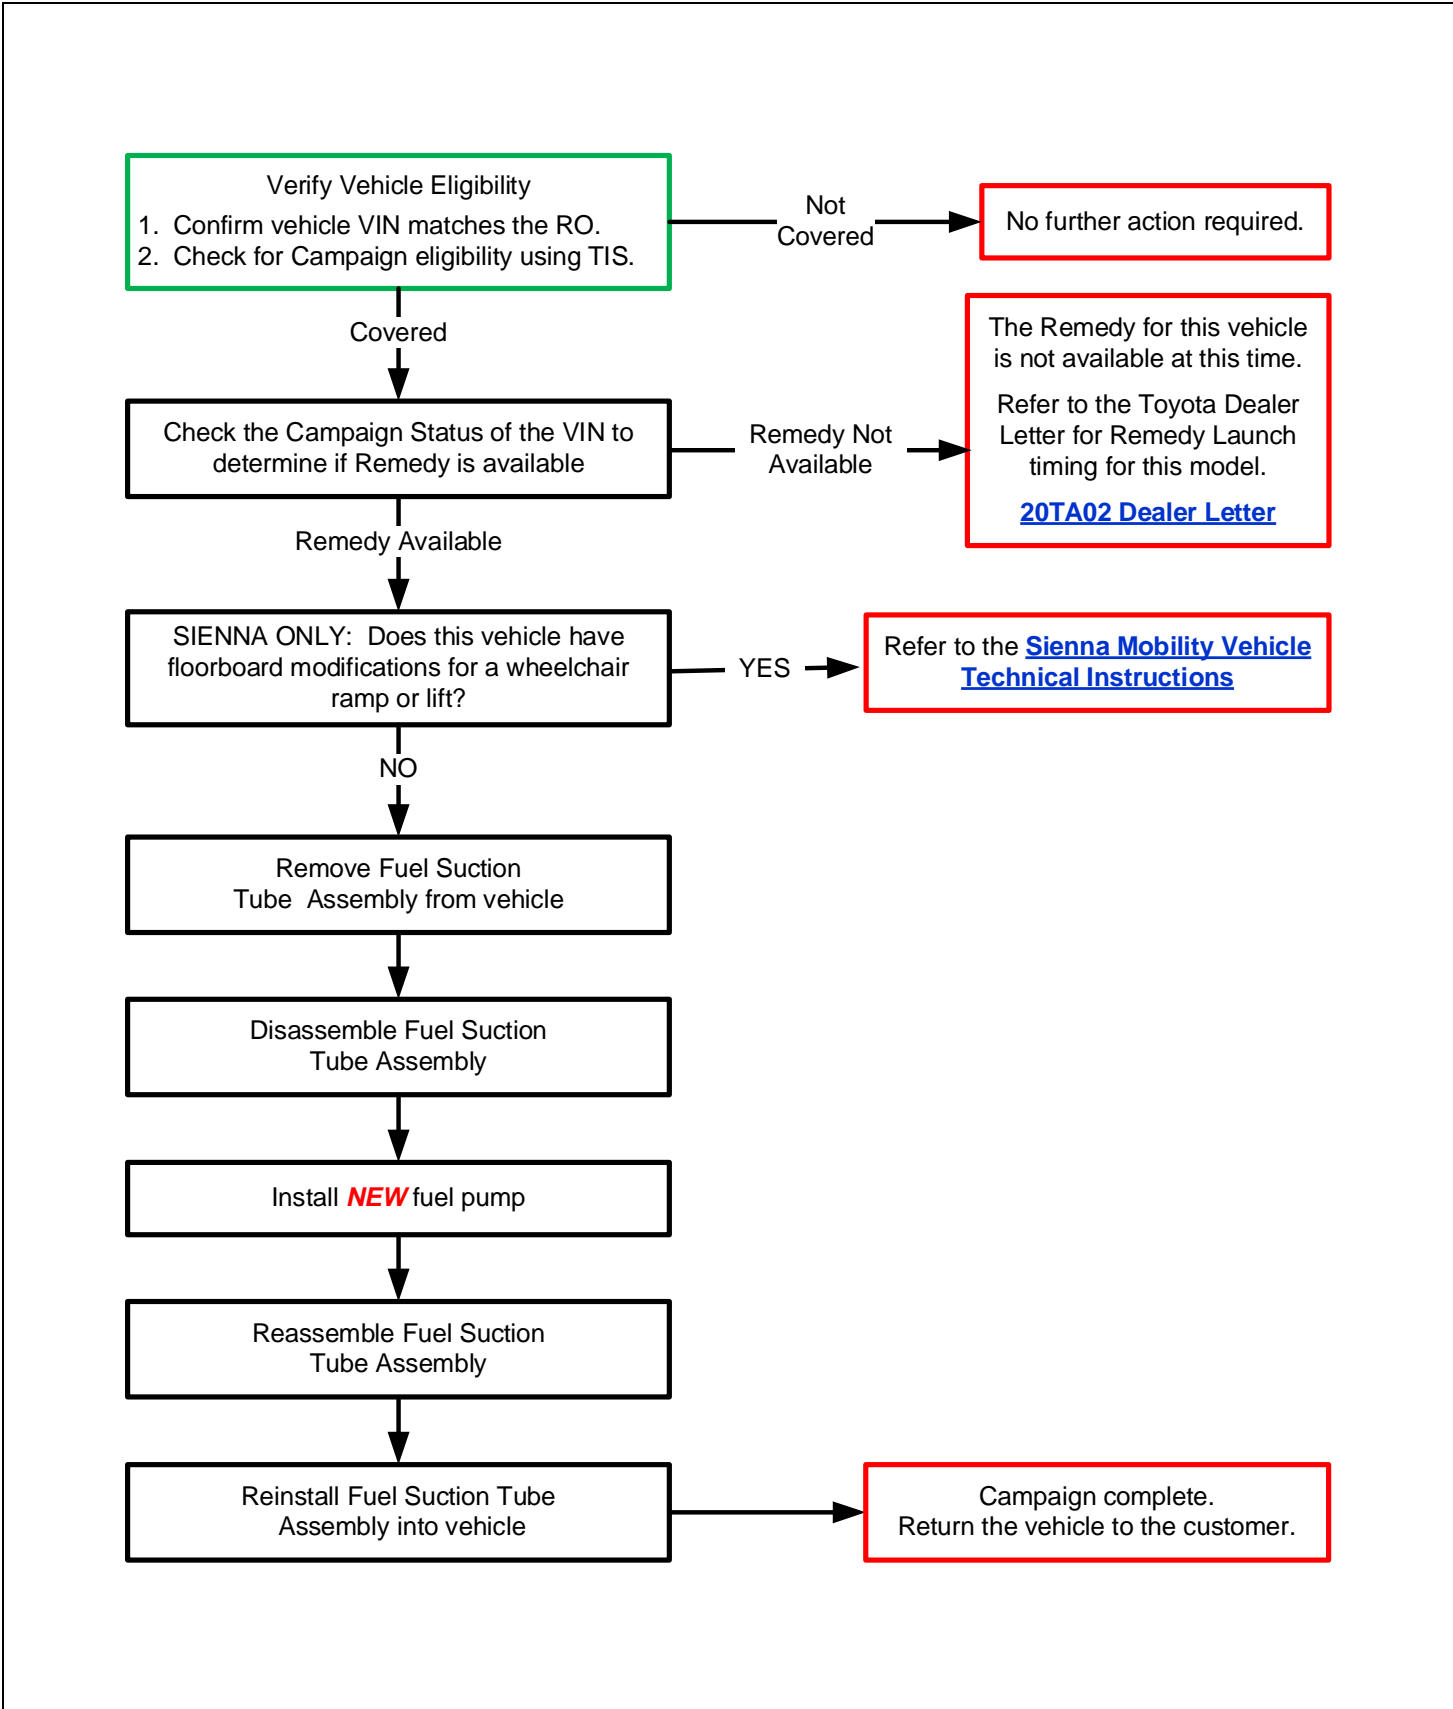 Verify Vehicle Eligibility
1. Confirm vehicle VIN matches the RO.
2. Check for Campaign eligibility using TIS.
Not
Covered
No further action required.
Covered
The Remedy for this vehicle
is not available at this time.
Refer to the Toyota Dealer
Letter for Remedy Launch
timing for this model.
20TA02 Dealer Letter
Check the Campaign Status of the VIN to
determine if Remedy is available
Remedy Not
Available
Remedy Available
SIENNA ONLY: Does this vehicle have
floorboard modifications for a wheelchair
ramp or lift?
YES
Refer to the Sienna Mobility Vehicle
Technical Instructions
NO
Remove Fuel Suction
Tube Assembly from vehicle
Disassemble Fuel Suction
Tube Assembly
Install NEW fuel pump
Reassemble Fuel Suction
Tube Assembly
Reinstall Fuel Suction Tube
Assembly into vehicle
Campaign complete.
Return the vehicle to the customer.